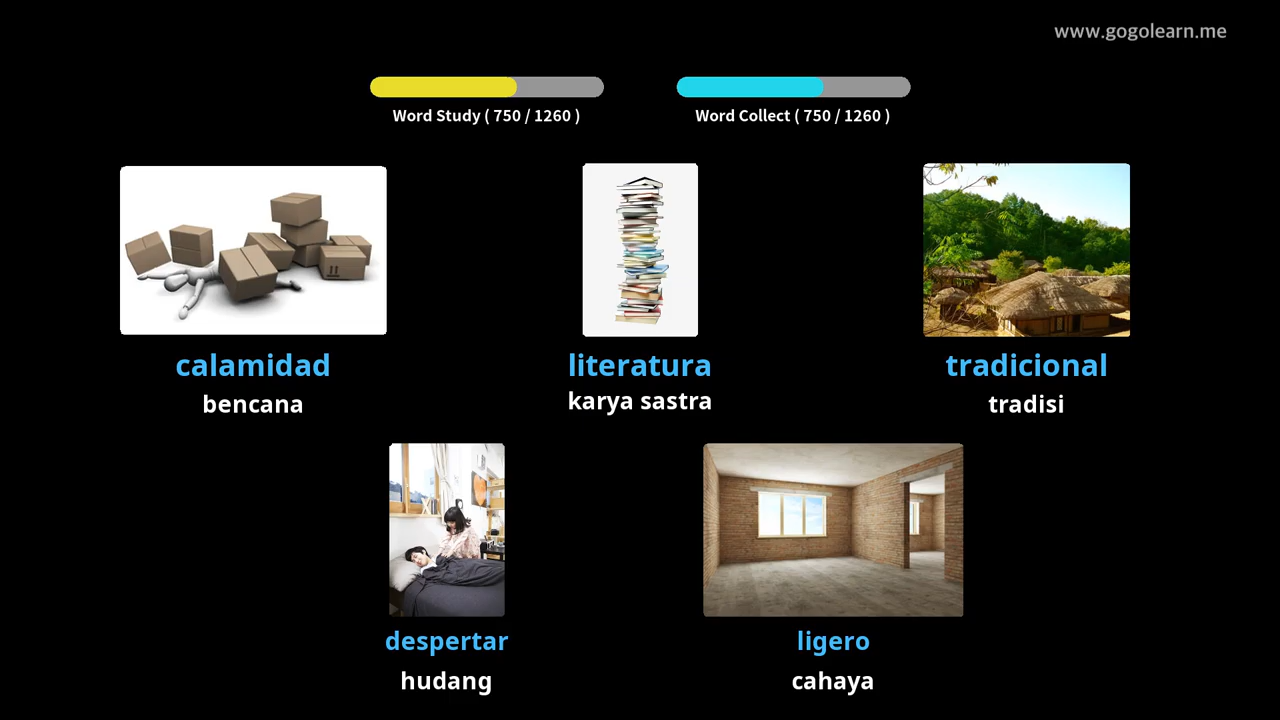 www.gogolearn.me
Word Study ( 750 / 1260 )
Word Collect ( 750 / 1260 )
calamidad
bencana
literatura
karya sastra
tradicional
tradisi
despertar
hudang
ligero
cahaya